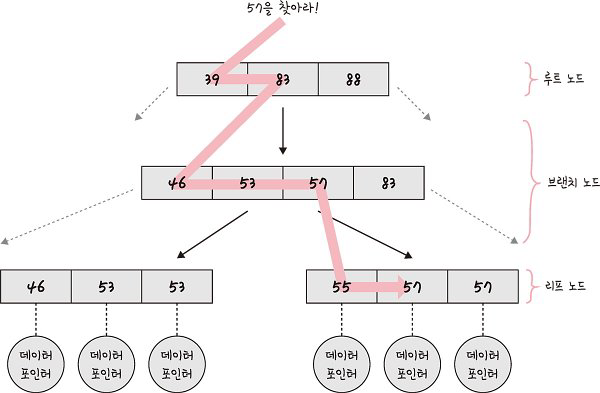 57을 찾아라!
39 83 88
루트 노드
46 53 57 83
브랜치 노드
46 53 53
55 57 57
리프 노드
데이터
포인터
데이터
포인터
데이터
포인터
데이터
포인터
데이터
포인터
데이터
포인터